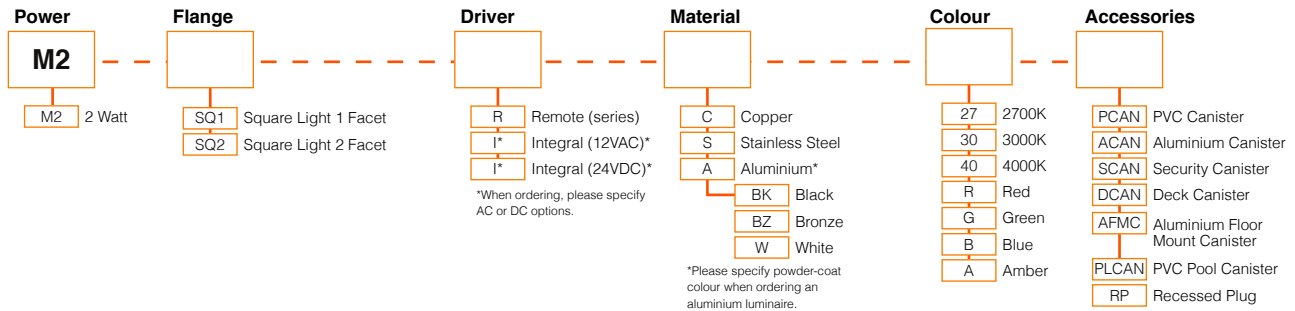 Power
M2
M2 2 Watt
Flange
SQ1 Square Light 1 Facet
SQ2 Square Light 2 Facet
Driver
R Remote (series)
I* Integral (12VAC)*
I* Integral (24VDC)*
*When ordering, please specify
AC or DC options.
Material
C Copper
S Stainless Steel
A Aluminium*
BK Black
BZ Bronze
W White
*Please specify powder-coat
colour when ordering an
aluminium luminaire.
Colour
27 2700K
30 3000K
40 4000K
R Red
G Green
B Blue
A Amber
Accessories
PCAN PVC Canister
ACAN Aluminium Canister
SCAN Security Canister
DCAN Deck Canister
AFMC Aluminium Floor
Mount Canister
PLCAN PVC Pool Canister
RP Recessed Plug